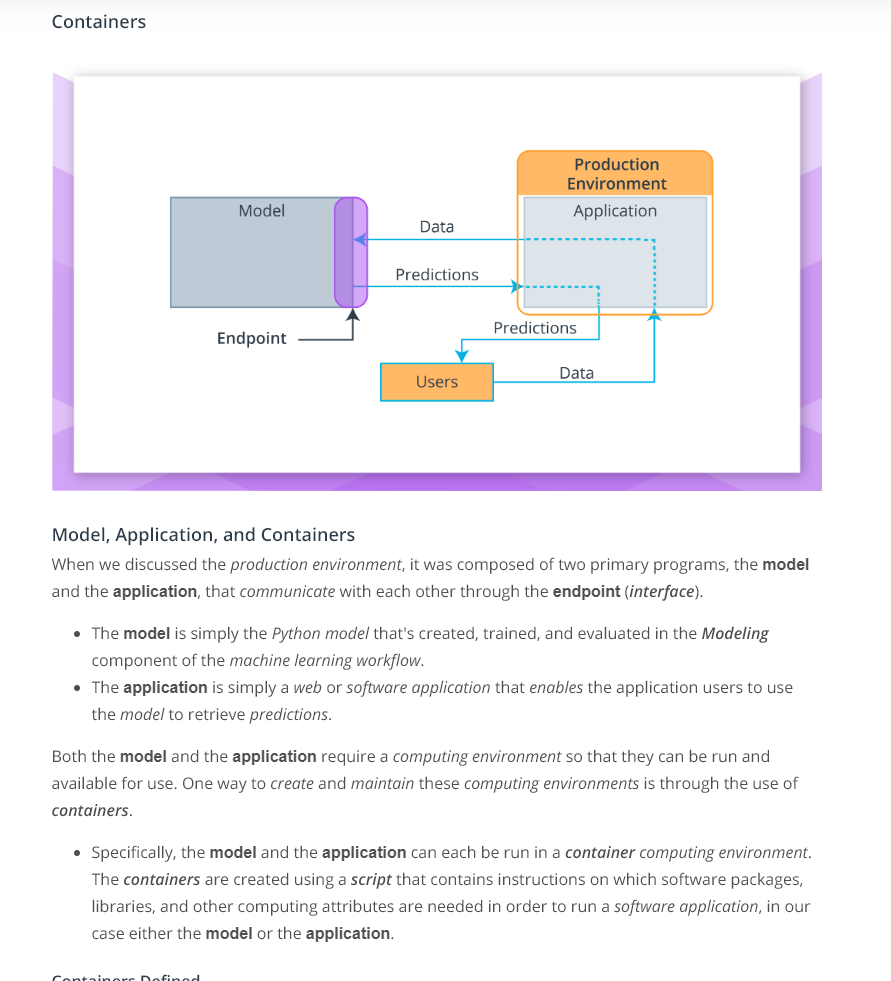 Containers
Production
Environment
Model
Application
Data
Predictions
Predictions
Endpoint
Data
Users
Model, Application, and Containers
When we discussed the production environment, it was composed of two primary programs, the model
and the application, that communicate with each other through the endpoint (interface).
• The model is simply the Python model that's created, trained, and evaluated in the Modeling
component of the machine learning workflow.
• The application is simply a web or software application that enables the application users to use
the model to retrieve predictions.
Both the model and the application require a computing environment so that they can be run and
available for use. One way to create and maintain these computing environments is through the use of
containers.
• Specifically, the model and the application can each be run in a container computing environment.
The containers are created using a script that contains instructions on which software packages,
libraries, and other computing attributes are needed in order to run a software application, in our
case either the model or the application.
Containers Defined